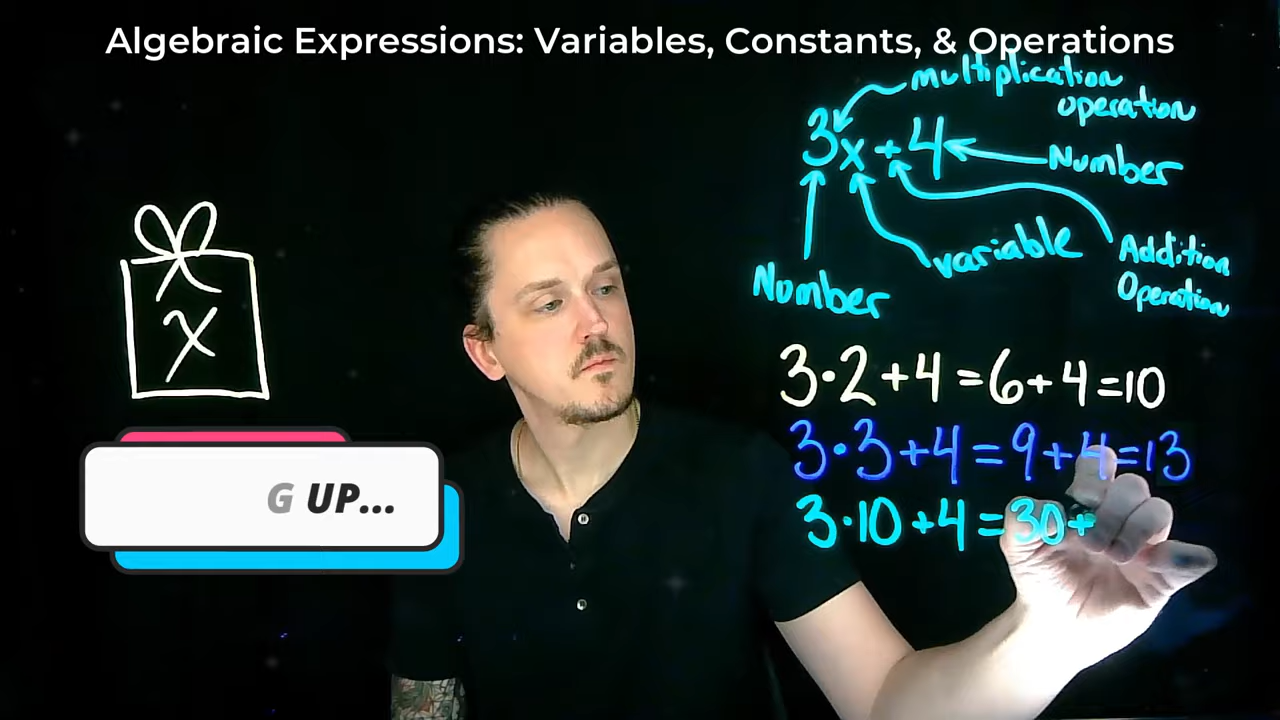 Algebraic Expressions: Variables, Constants, & Operations
multiplication
operation
3x+4
Number
variable
Addition
Operation
Number
x
3·2+4=6+4=10
3·3+4=9+4=13
3·10+4=30+
G UP...